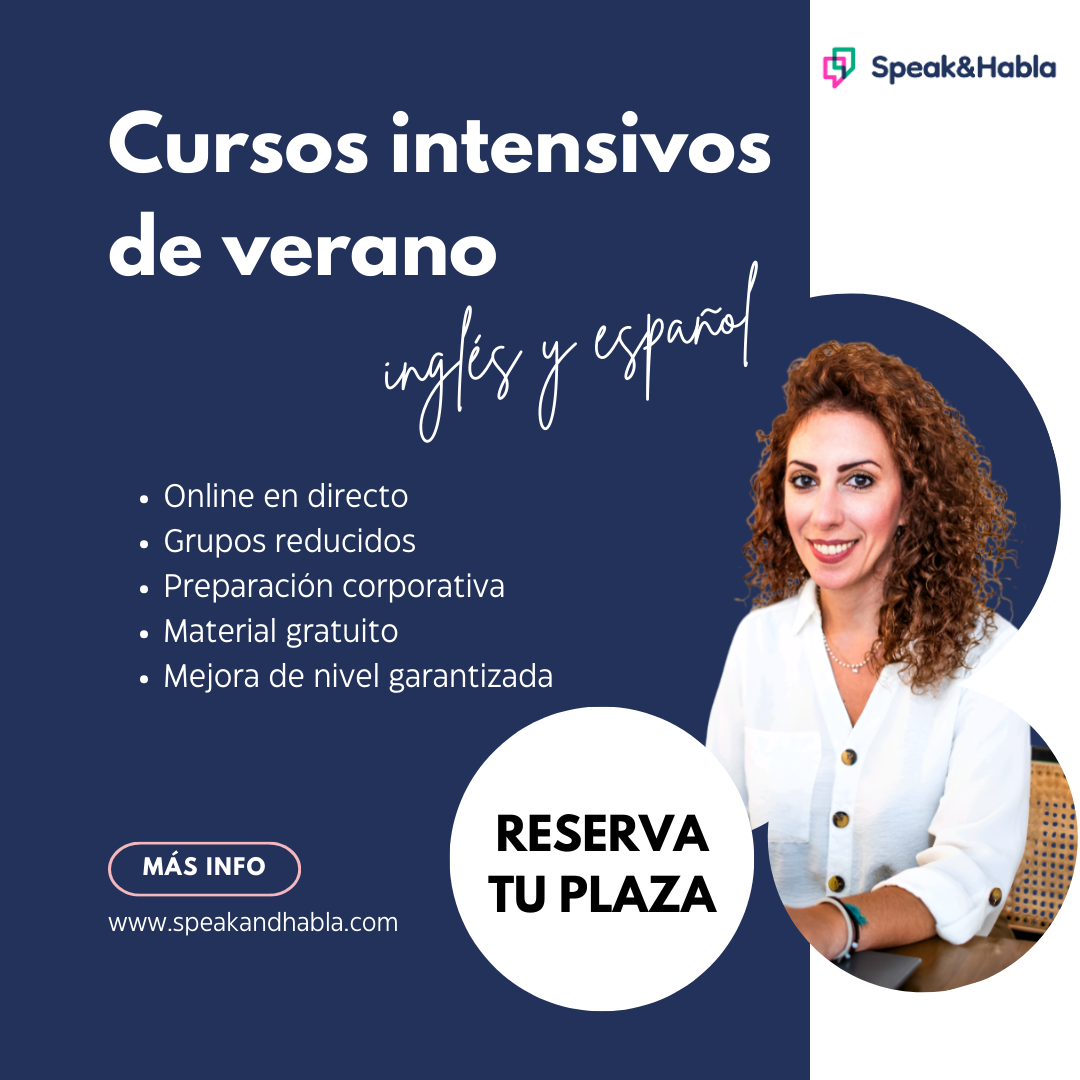 Speak&Habla
Cursos intensivos
de verano
inglés y español
• Online en directo
• Grupos reducidos
• Preparación corporativa
• Material gratuito
• Mejora de nivel garantizada
RESERVA
TU PLAZA
MÁS INFO
www.speakandhabla.com